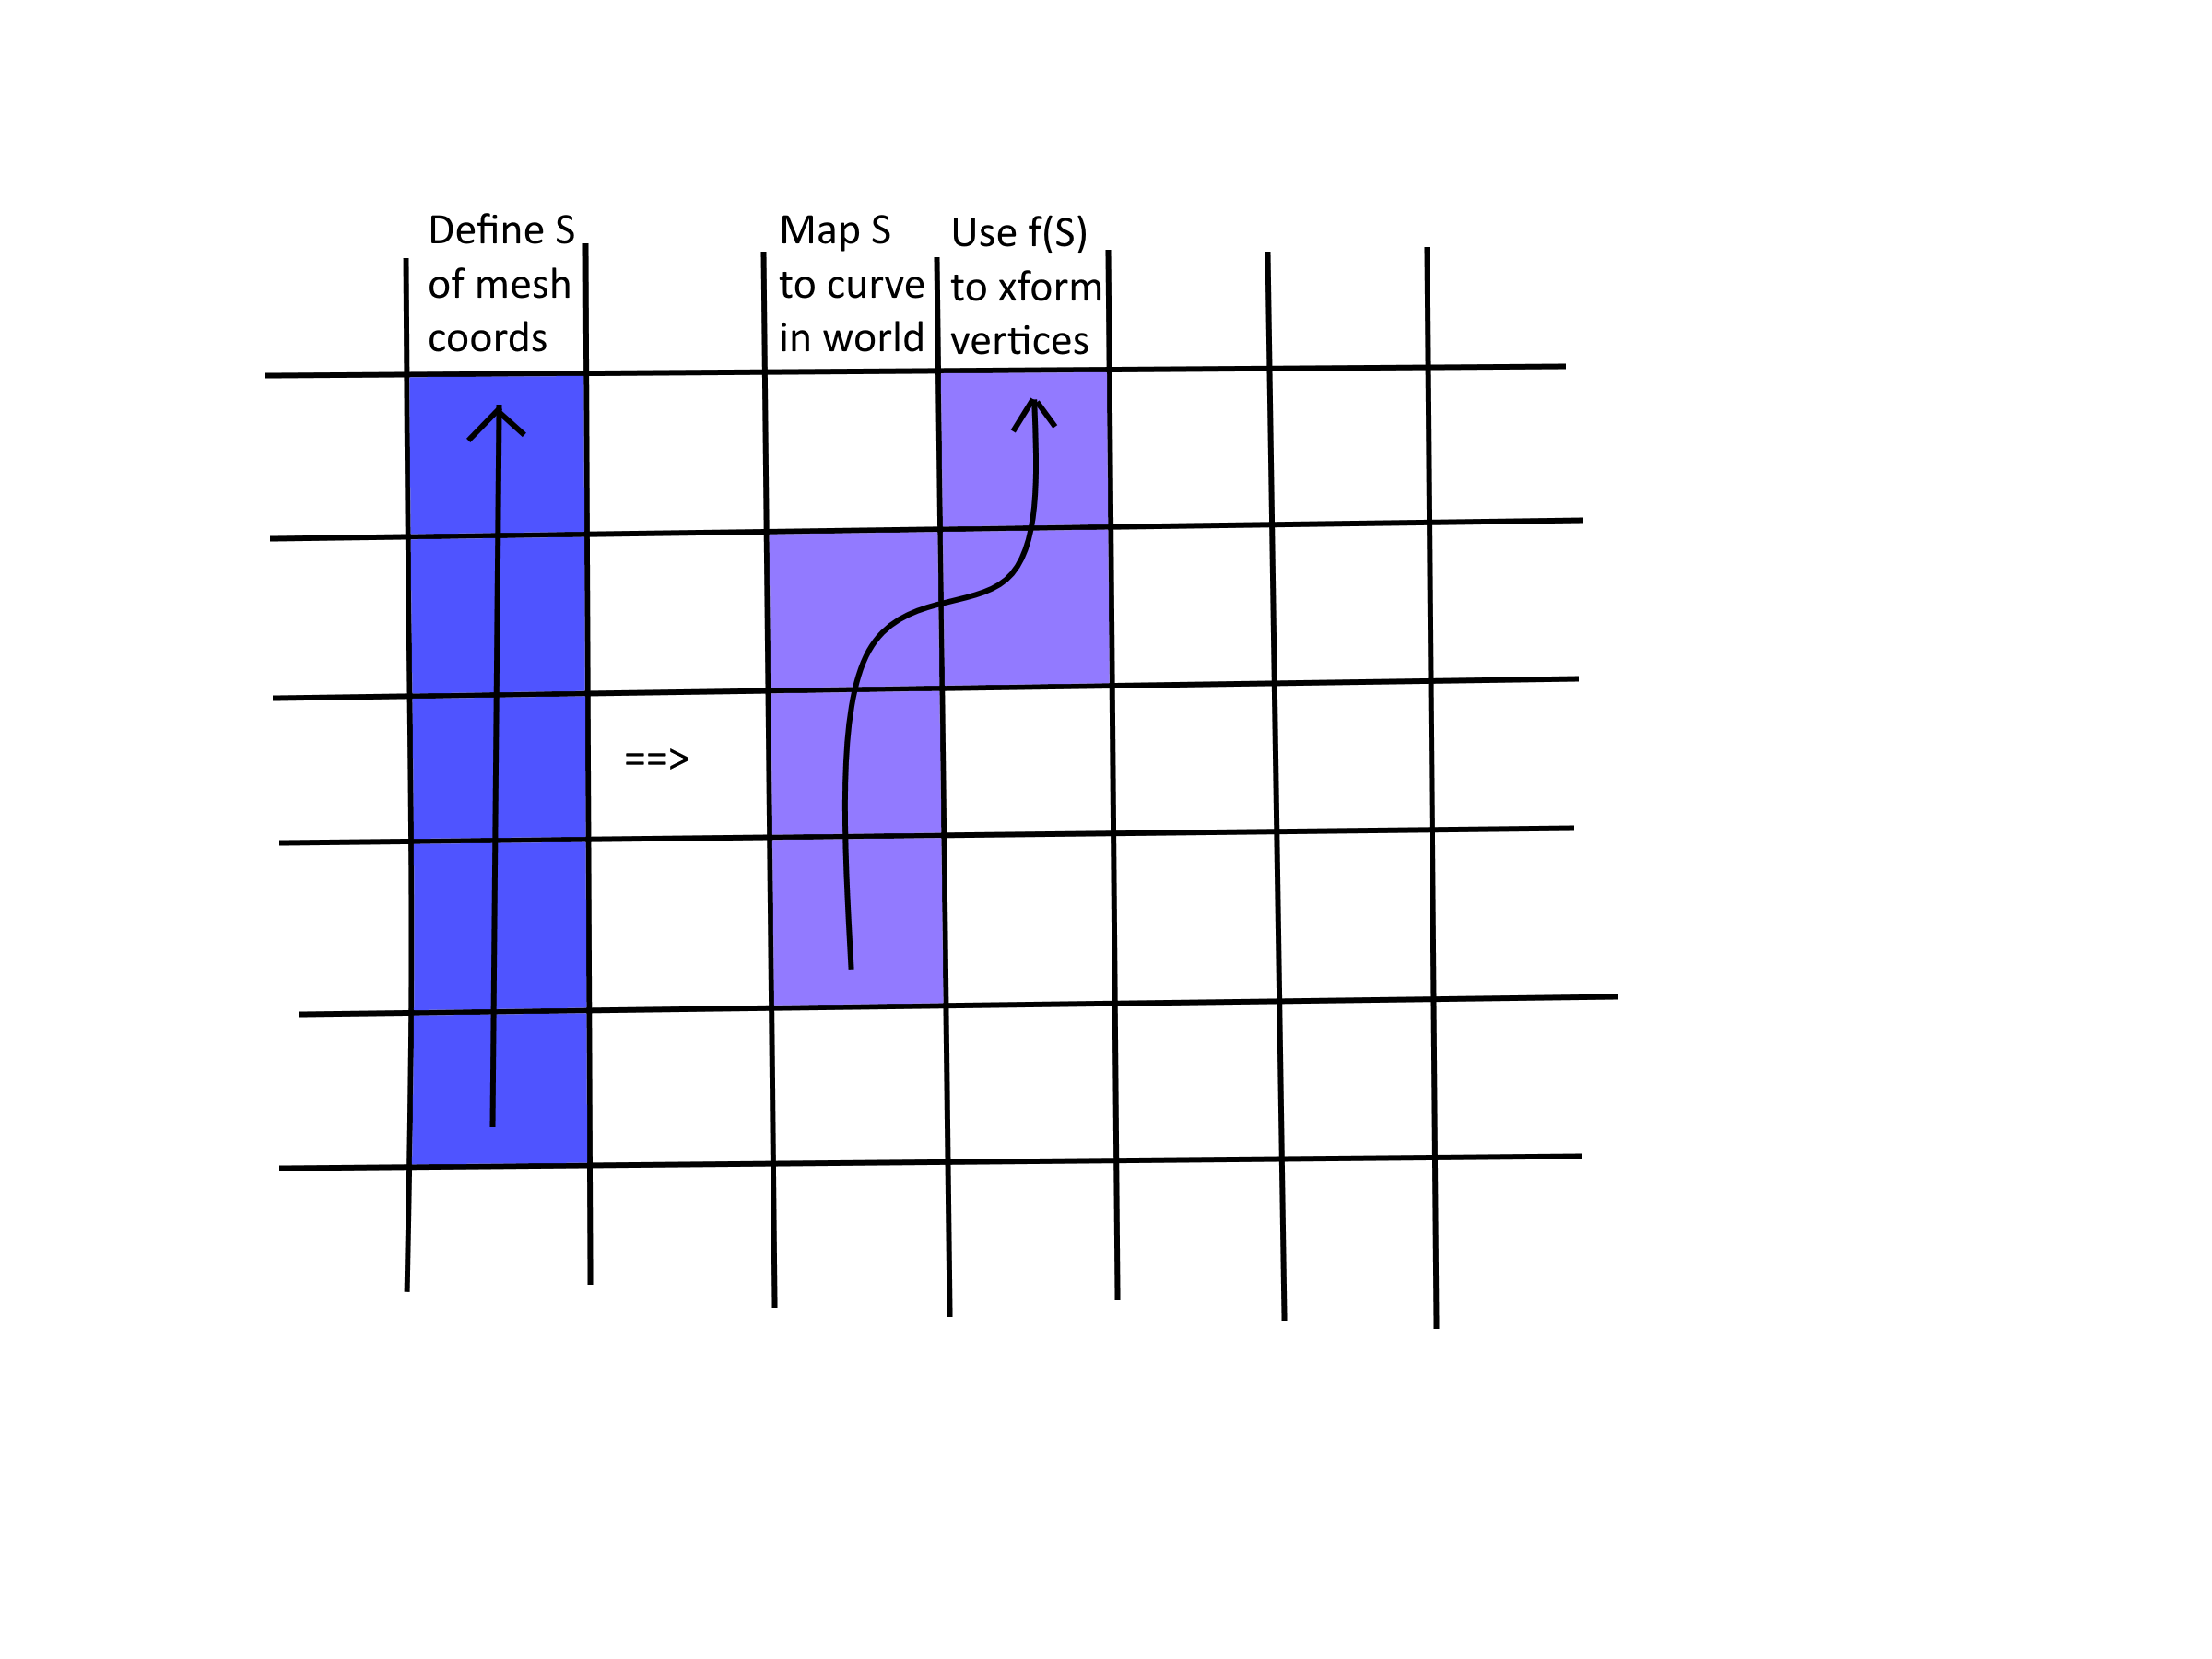 Define S
of mesh
coords
Map S
to curve
in world
Use f(S)
to xform
vertices
==>